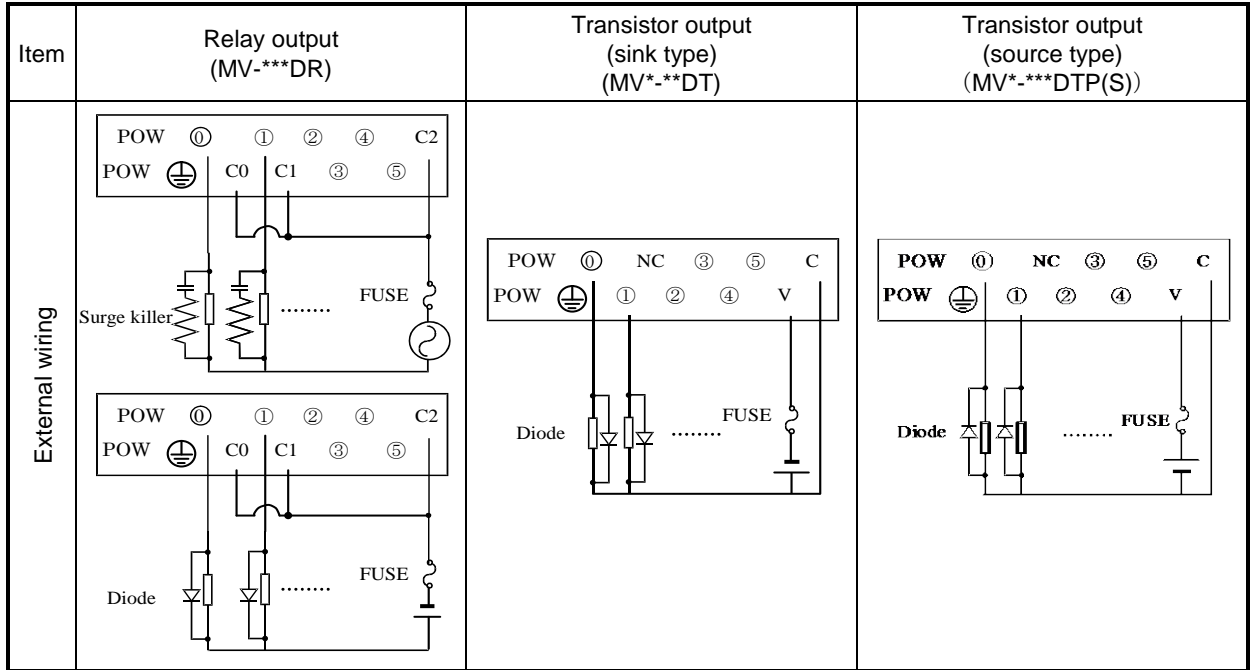 Item
Relay output
(MV-***DR)
Transistor output
(sink type)
(MV*-**DT)
Transistor output
(source type)
（MV*-***DTP(S)）
External wiring
POW ⓪ ① ② ④ C2
POW C0 C1 ③ ⑤
Surge killer
........
FUSE
POW ⓪ ① ② ④ C2
POW C0 C1 ③ ⑤
Diode
........
FUSE
POW ⓪ NC ③ ⑤ C
POW ① ② ④ V
Diode
........
FUSE
POW ⓪ NC ③ ⑤ C
POW ① ② ④ V
Diode
........
FUSE